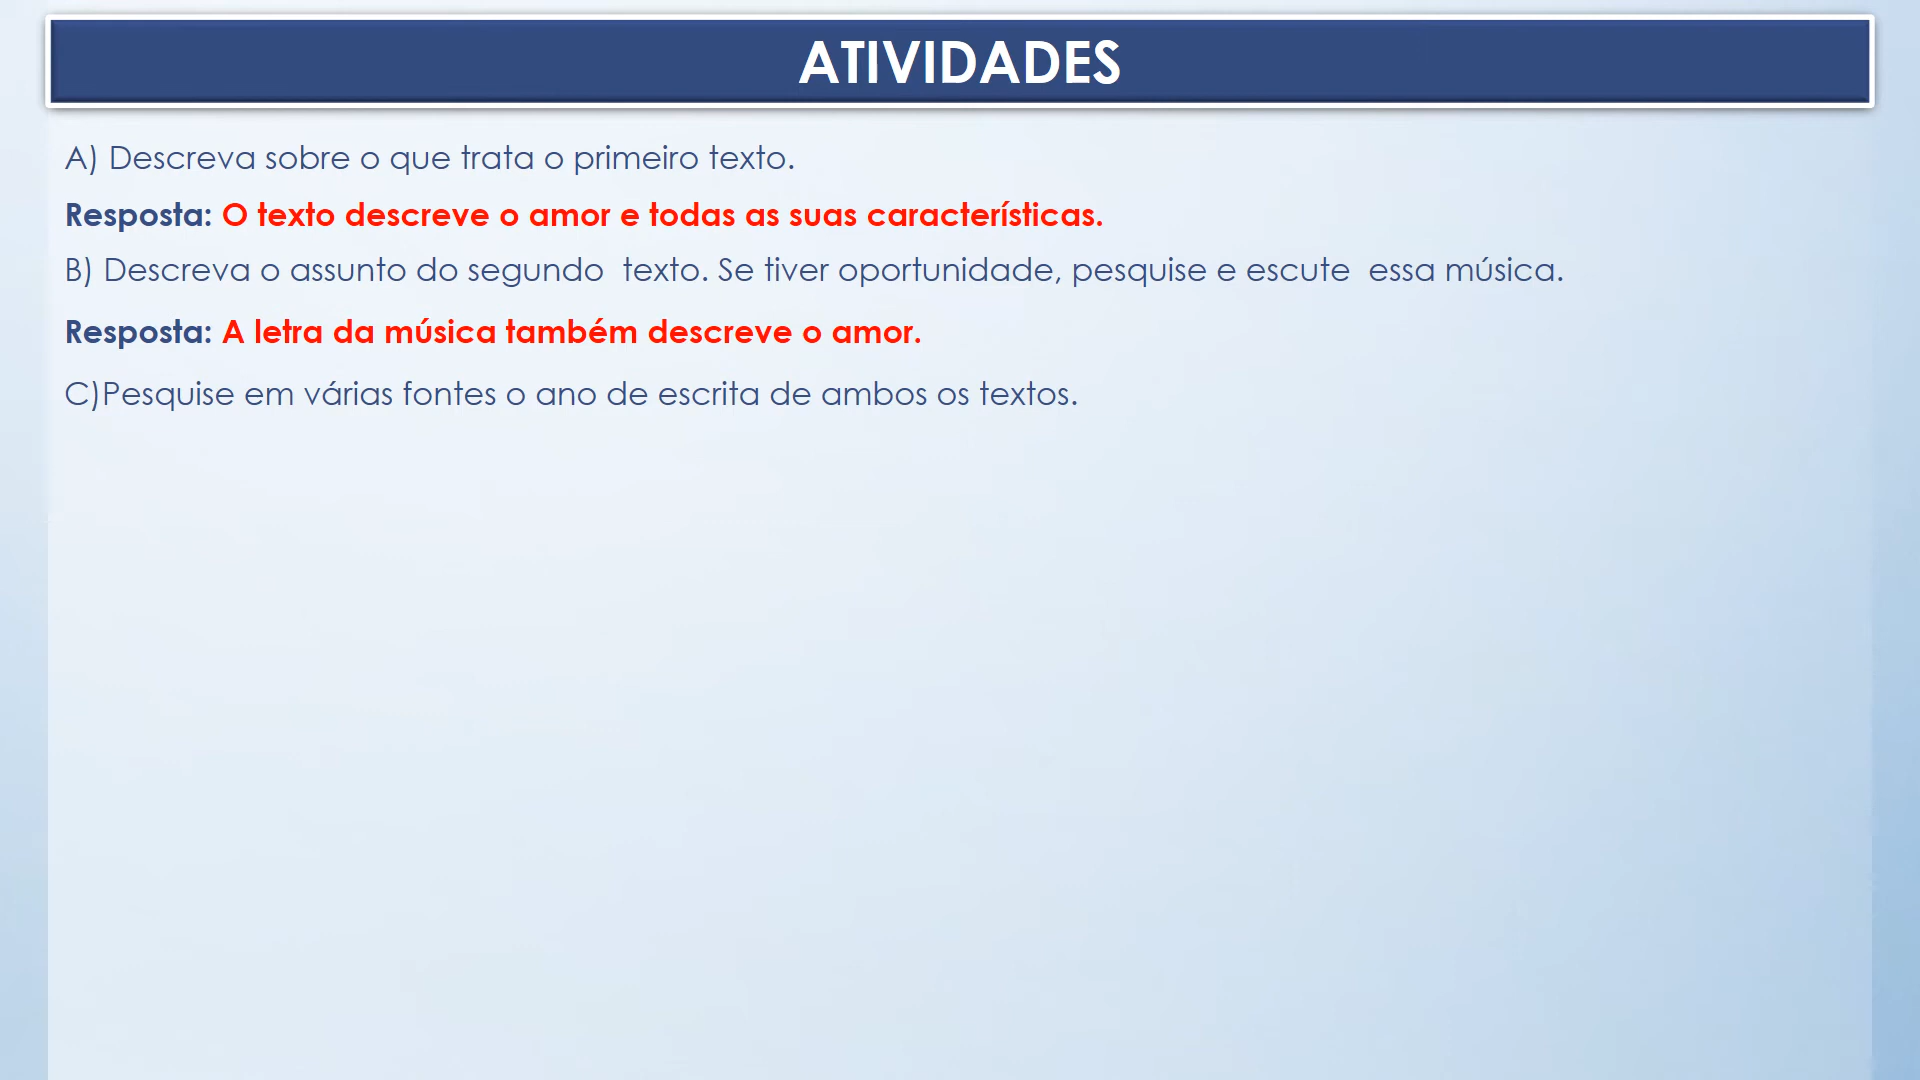 ATIVIDADES
A) Descreva sobre o que trata o primeiro texto.
Resposta: O texto descreve o amor e todas as suas características.
B) Descreva o assunto do segundo  texto. Se tiver oportunidade, pesquise e escute  essa música.
Resposta: A letra da música também descreve o amor.
C)Pesquise em várias fontes o ano de escrita de ambos os textos.